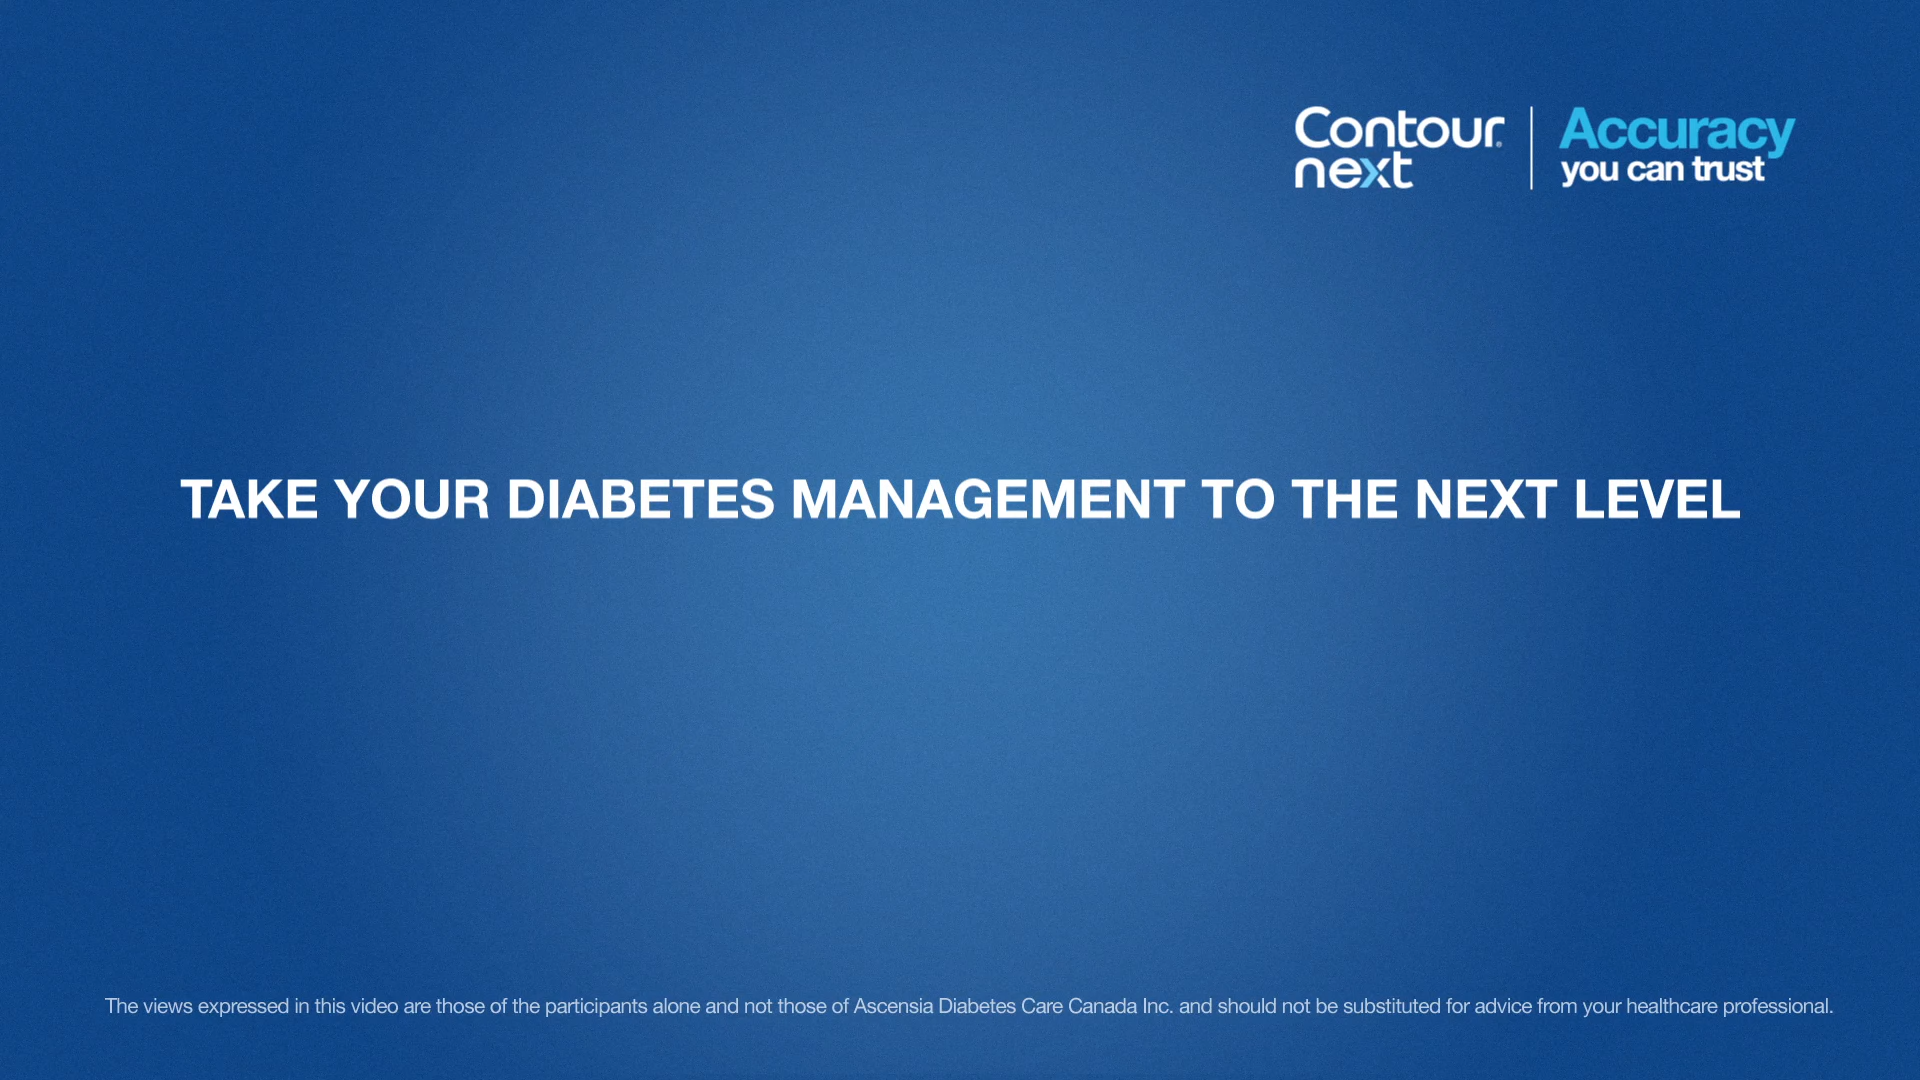 Contour®
next
Accuracy
you can trust
TAKE YOUR DIABETES MANAGEMENT TO THE NEXT LEVEL
The views expressed in this video are those of the participants alone and not those of Ascensia Diabetes Care Canada Inc. and should not be substituted for advice from your healthcare professional.